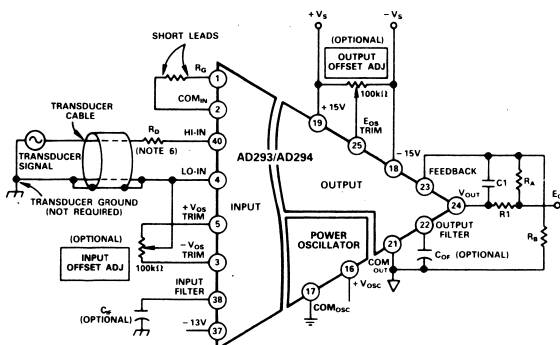 + VS
− VS
SHORT LEADS
(OPTIONAL)
OUTPUT
OFFSET ADJ
RG
1
TRANSDUCER
CABLE
COMIN
2
100kΩ
+ 15V
19
EOS
TRIM
RD
HI-IN
40
25
(NOTE 6)
AD293/AD294
− 15V
18
FEEDBACK
TRANSDUCER
SIGNAL
LO-IN
4
23
C1
RA
OUTPUT
VOUT
EO
TRANSDUCER GROUND
(NOT REQUIRED)
+VOS
TRIM
INPUT
24
R1
5
22
OUTPUT
FILTER
RB
(OPTIONAL)
INPUT
OFFSET ADJ
− VOS
TRIM
POWER
OSCILLATOR
21
COF (OPTIONAL)
100kΩ
3
COM
OUT
INPUT
FILTER
16
38
+ VOSC
CIF
(OPTIONAL)
17
− 13V
COMOSC
37